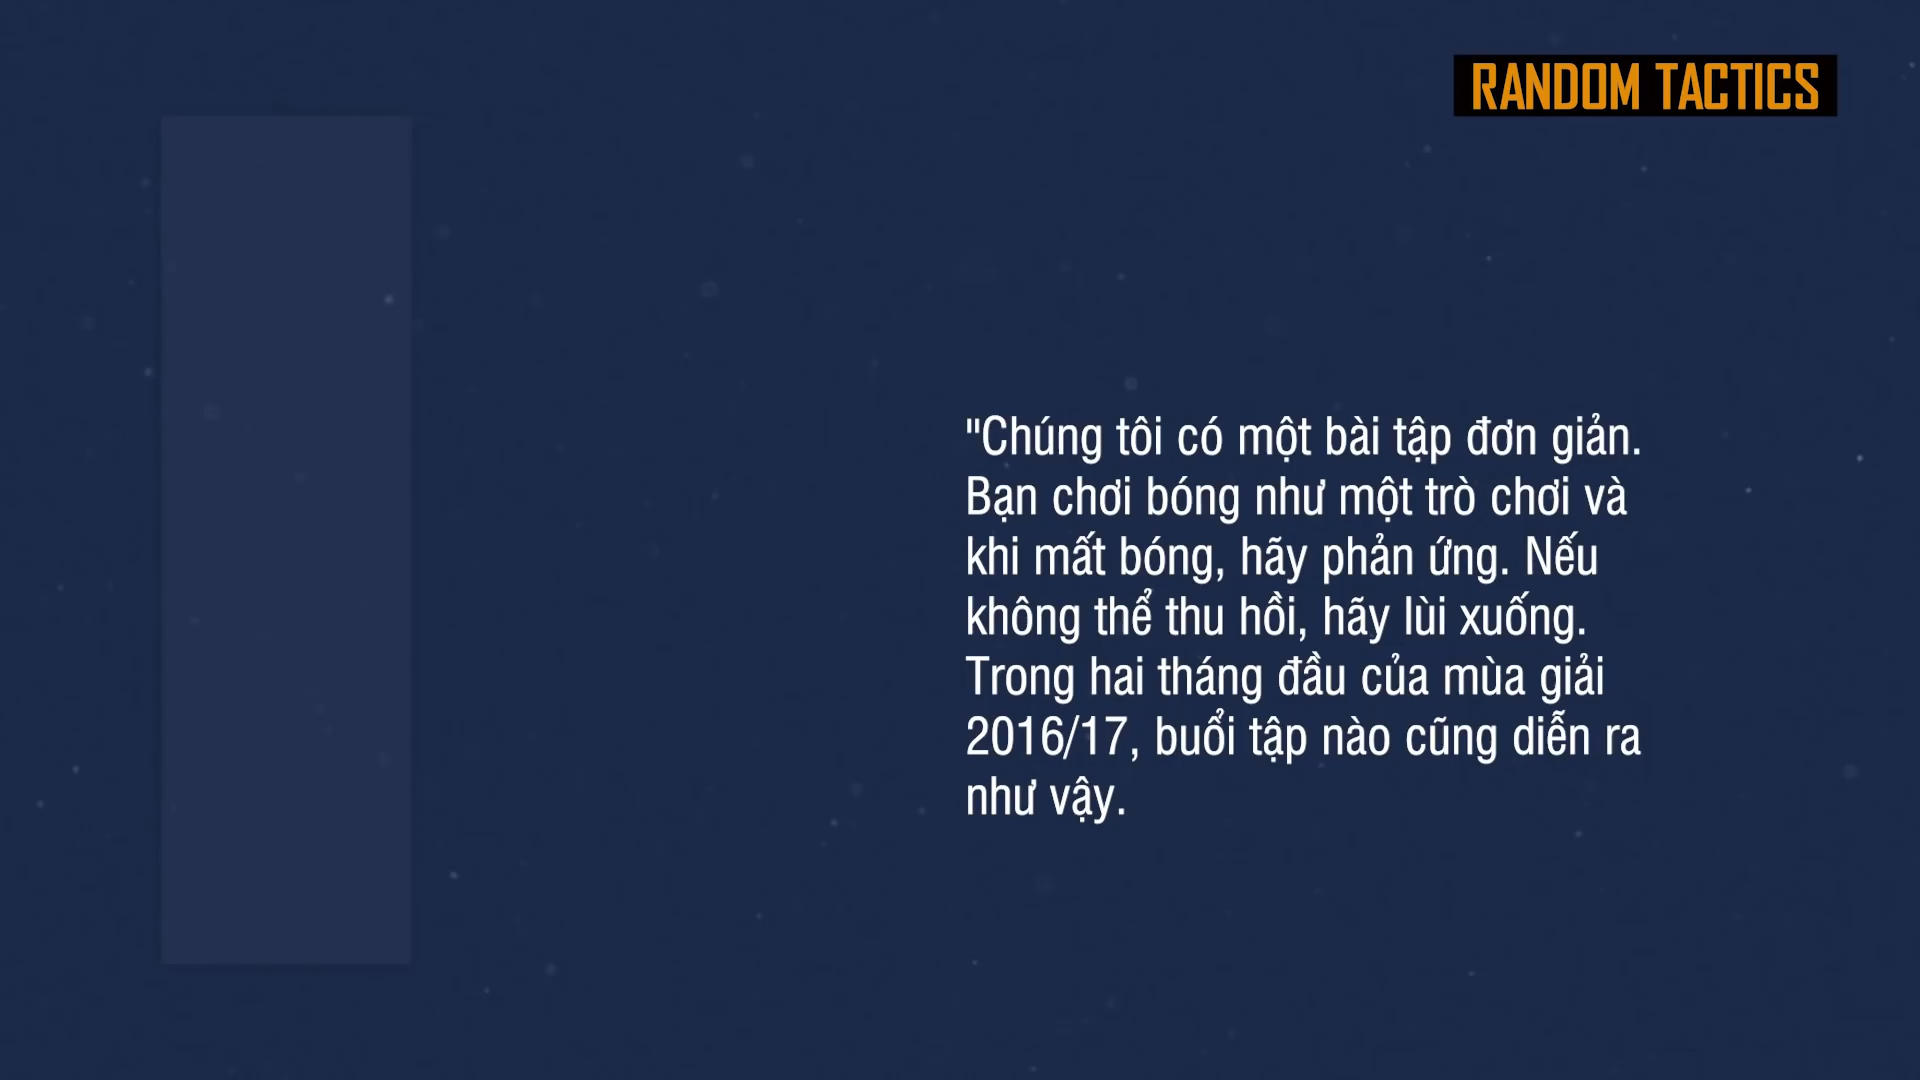 RANDOM TACTICS
"Chúng tôi có một bài tập đơn giản.
Bạn chơi bóng như một trò chơi và
khi mất bóng, hãy phản ứng. Nếu
không thể thu hồi, hãy lùi xuống.
Trong hai tháng đầu của mùa giải
2016/17, buổi tập nào cũng diễn ra
như vậy.